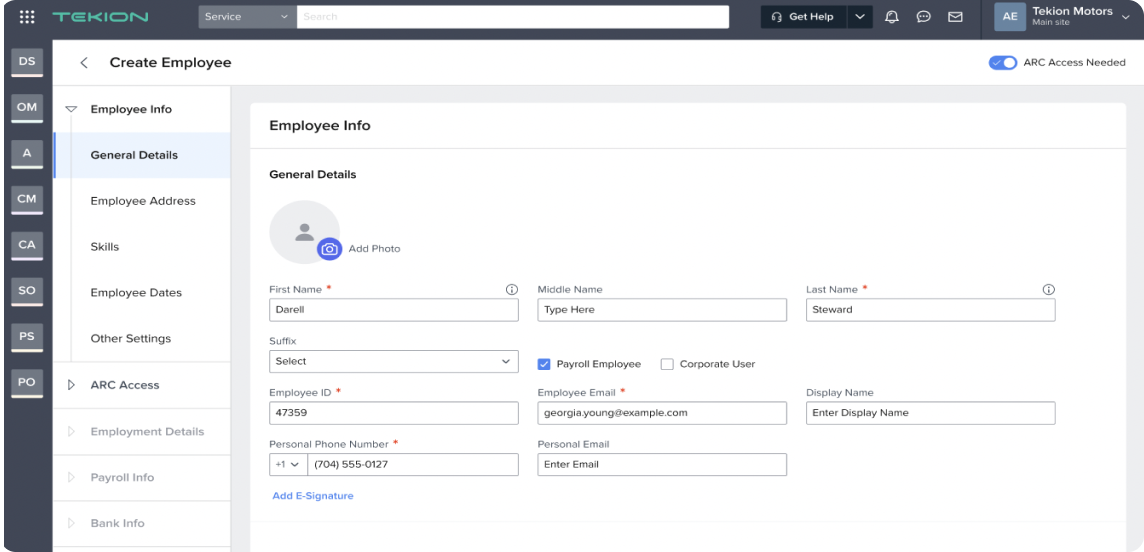 TEKION
Service
Search
Get Help
AE
Tekion Motors
Main site
DS
OM
A
CM
CA
SO
PS
PO
Create Employee
ARC Access Needed
Employee Info
General Details
Employee Address
Skills
Employee Dates
Other Settings
ARC Access
Employment Details
Payroll Info
Bank Info
Employee Info
General Details
Add Photo
First Name *
Darell
Middle Name
Type Here
Last Name *
Steward
Suffix
Select
Payroll Employee
Corporate User
Employee ID *
47359
Employee Email *
georgia.young@example.com
Display Name
Enter Display Name
Personal Phone Number *
+1
(704) 555-0127
Personal Email
Enter Email
Add E-Signature